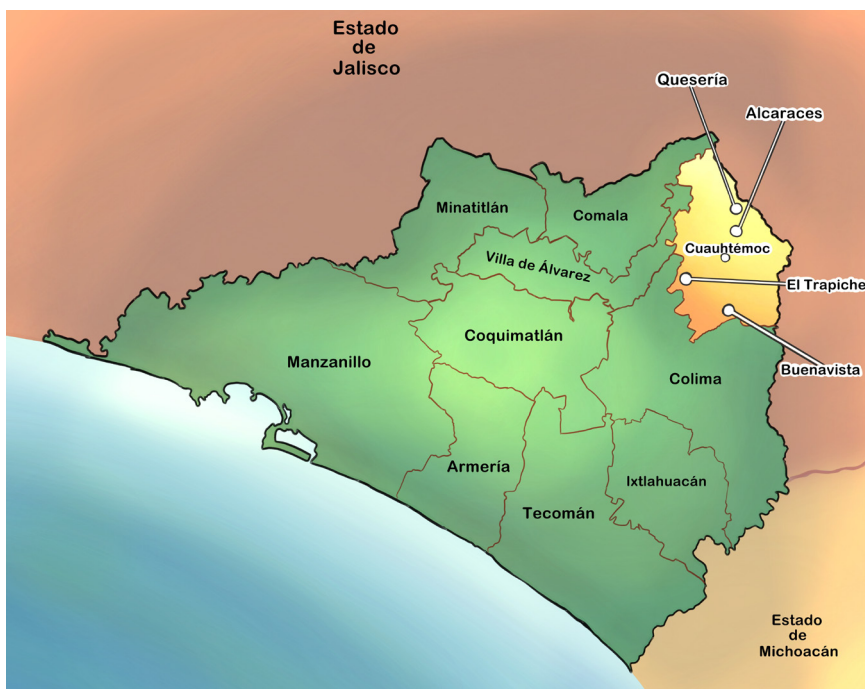 Estado
de
Jalisco
Quesería
Alcaraces
Minatitlán
Comala
Cuauhtémoc
Villa de Álvarez
El Trapiche
Coquimatlán
Manzanillo
Buenavista
Colima
Armería
Ixtlahuacán
Tecomán
Estado
de
Michoacán